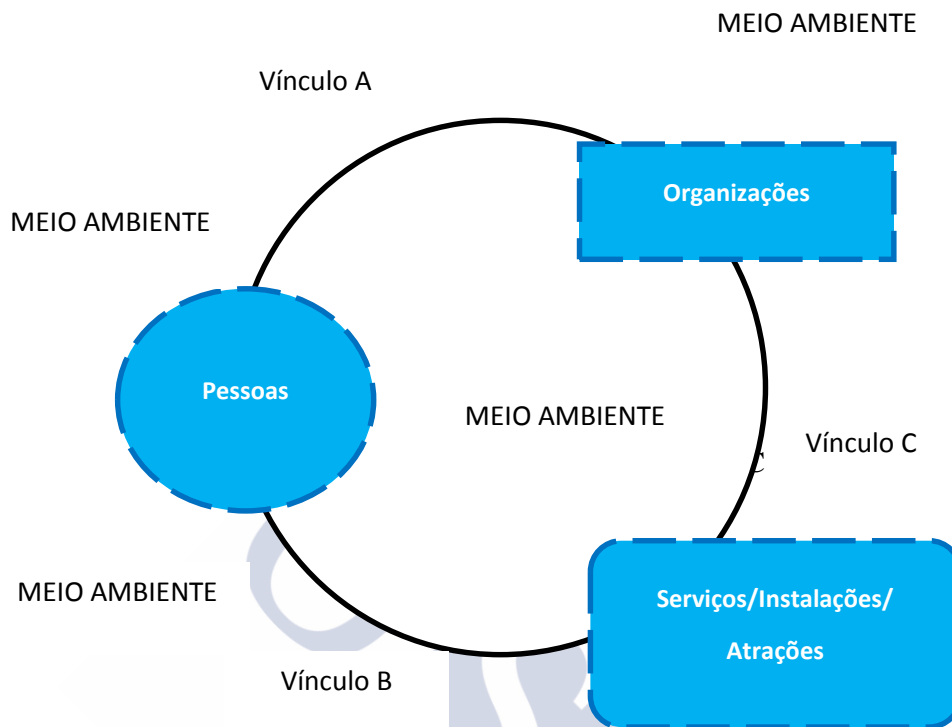 MEIO AMBIENTE
Vínculo A
Organizações
MEIO AMBIENTE
Pessoas
MEIO AMBIENTE
Vínculo C
C
MEIO AMBIENTE
Serviços/Instalações/
Atrações
Vínculo B